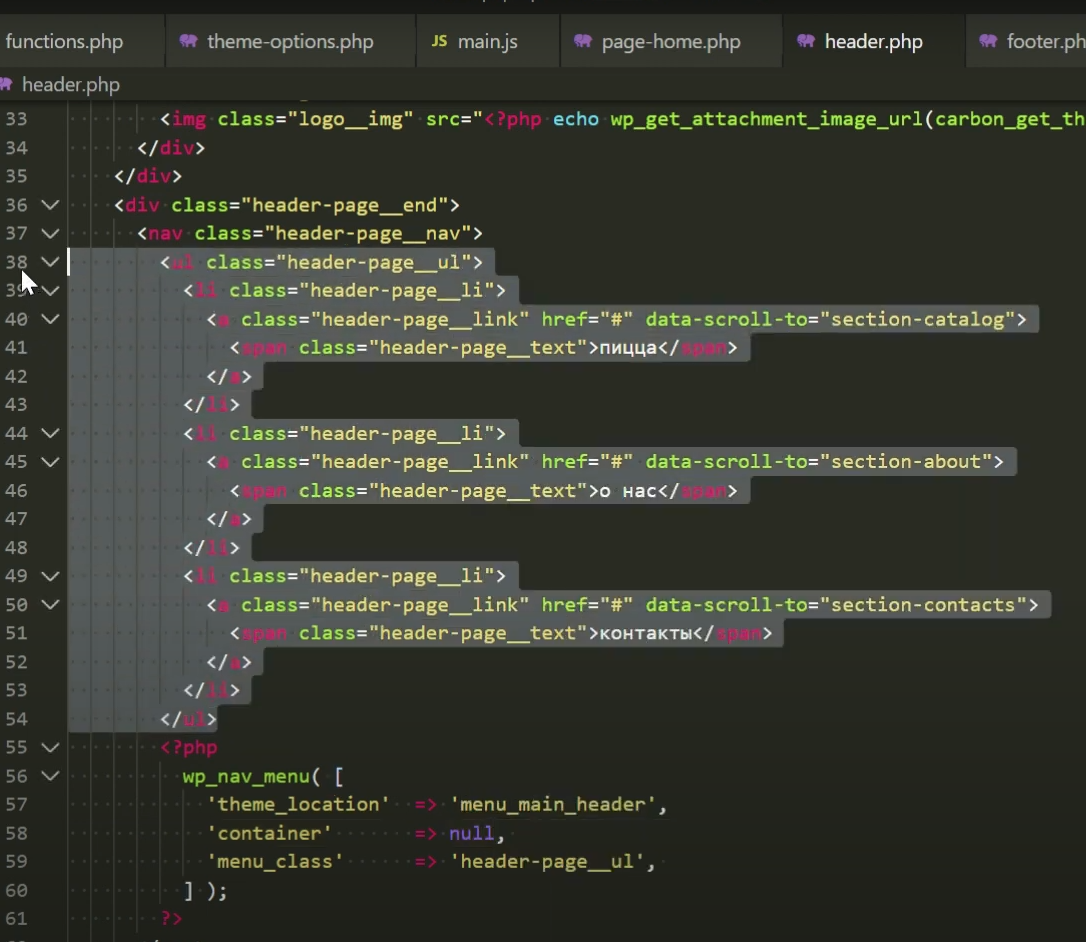 functions.php theme-options.php JS main.js page-home.php header.php footer.ph
header.php
33 <img class="logo__img" src="<?php echo wp_get_attachment_image_url(carbon_get_th
34 </div>
35 </div>
36 <div class="header-page__end">
37 <nav class="header-page__nav">
38 <ul class="header-page__ul">
39 <li class="header-page__li">
40 <a class="header-page__link" href="#" data-scroll-to="section-catalog">
41 <span class="header-page__text">пицца</span>
42 </a>
43 </li>
44 <li class="header-page__li">
45 <a class="header-page__link" href="#" data-scroll-to="section-about">
46 <span class="header-page__text">о нас</span>
47 </a>
48 </li>
49 <li class="header-page__li">
50 <a class="header-page__link" href="#" data-scroll-to="section-contacts">
51 <span class="header-page__text">контакты</span>
52 </a>
53 </li>
54 </ul>
55 <?php
56 wp_nav_menu( [
57 'theme_location' => 'menu_main_header',
58 'container' => null,
59 'menu_class' => 'header-page__ul',
60 ] );
61 ?>